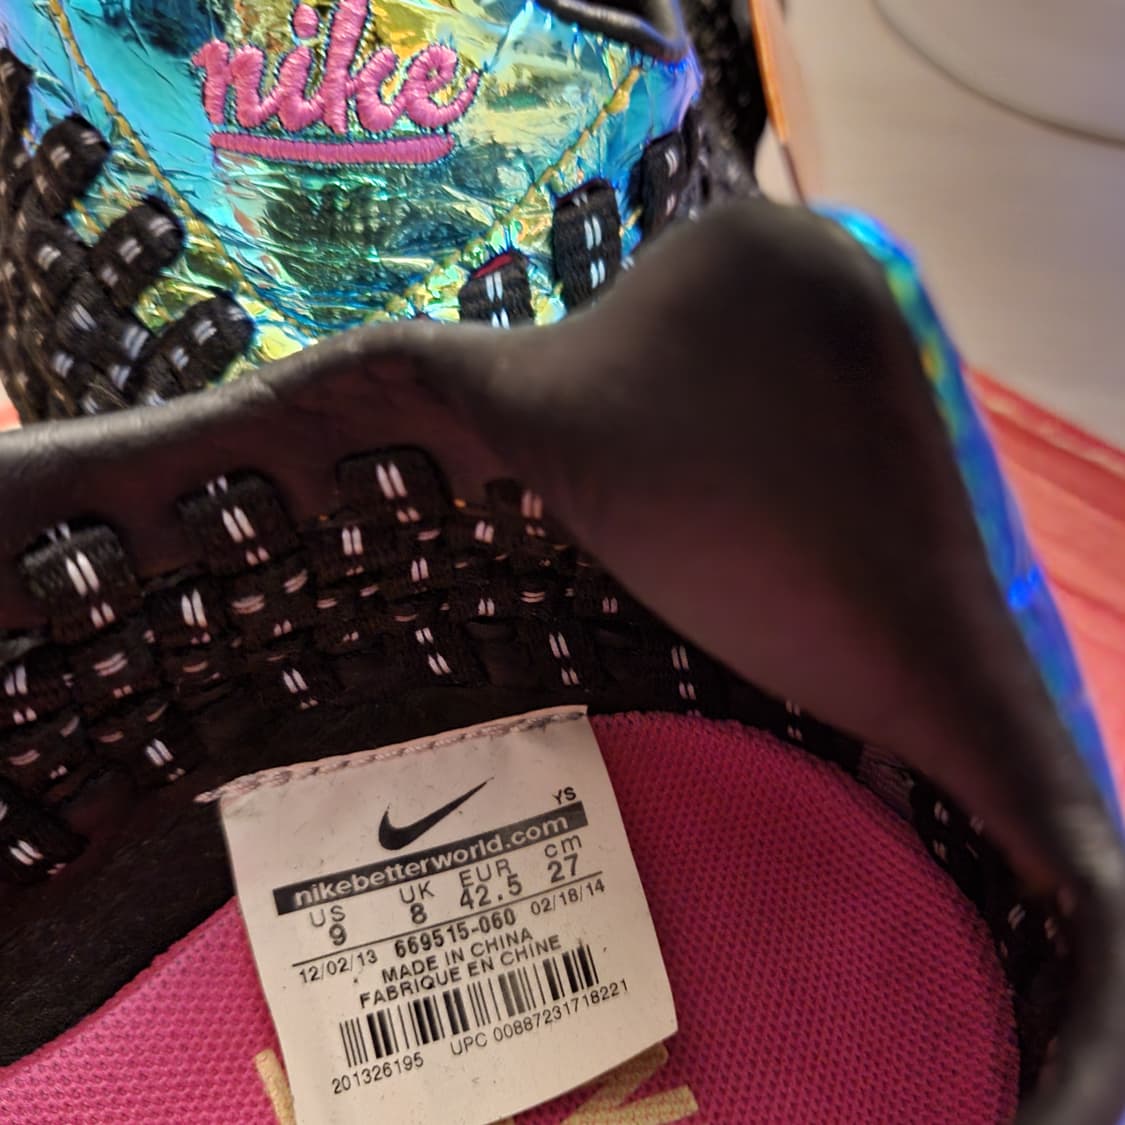 nike
YS
nikebetterworld.com
US UK EUR cm
9 8 42.5 27
12/02/13 669515-060 02/18/14
MADE IN CHINA
FABRIQUE EN CHINE
201326195 UPC 00887231718221